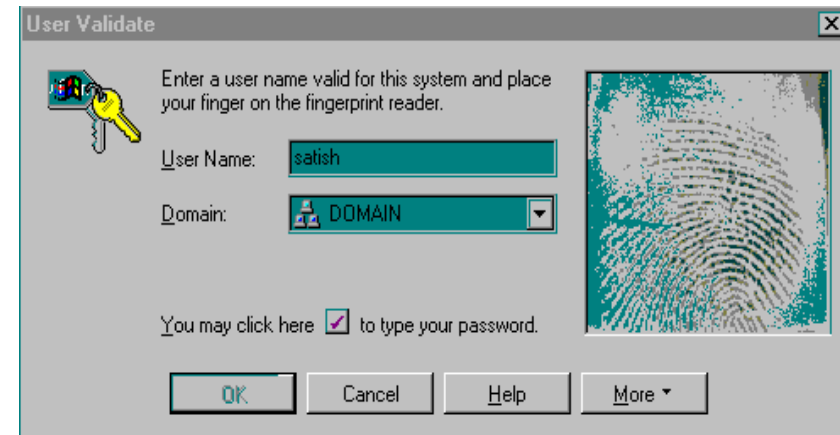 User Validate
Enter a user name valid for this system and place
your finger on the fingerprint reader.
User Name: satish
Domain: DOMAIN
You may click here to type your password.
OK Cancel Help More